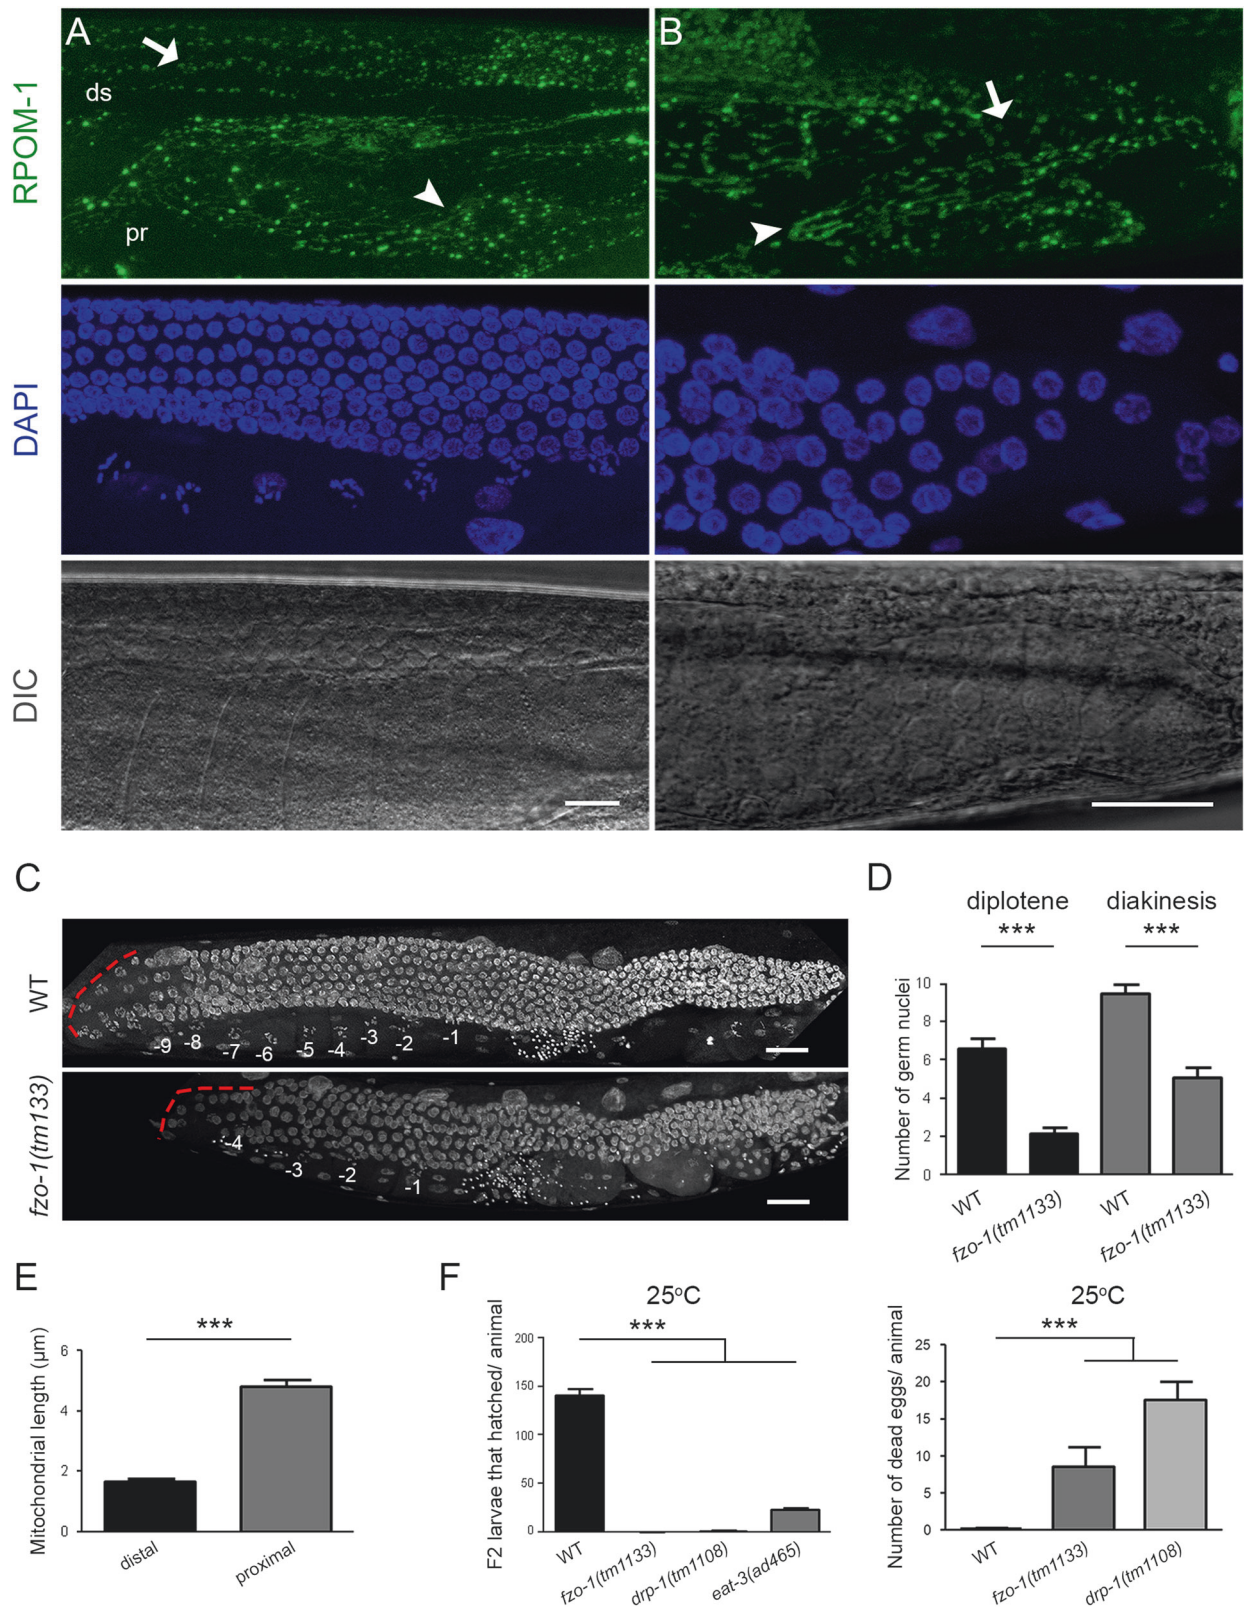 A
B
RPOM-1
ds
pr
DAPI
DIC
C
WT
-9 -8 -7 -6 -5 -4 -3 -2 -1
fzo-1(tm133)
-4 -3 -2 -1
D
diplotene diakinesis
*** ***
Number of germ nuclei
10
8
6
4
2
0
WT
fzo-1(tm1133)
WT
fzo-1(tm1133)
E
***
Mitochondrial length (µm)
6
4
2
0
distal
proximal
F
25°C
***
F2 larvae that hatched/ animal
200
150
100
50
0
WT
fzo-1(tm1133)
drp-1(tm1108)
eat-3(ad465)
25°C
***
Number of dead eggs/ animal
25
20
15
10
5
0
WT
fzo-1(tm1133)
drp-1(tm1108)